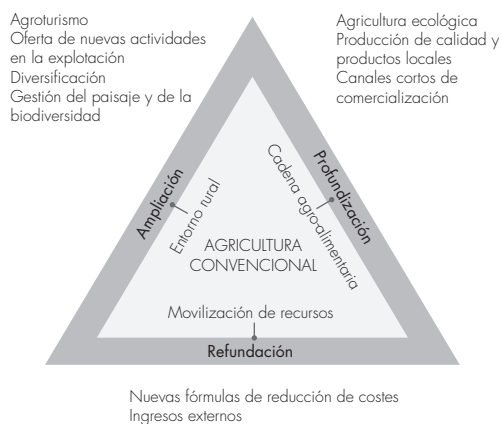 Agroturismo
Oferta de nuevas actividades
en la explotación
Diversificación
Gestión del paisaje y de la
biodiversidad
Agricultura ecológica
Producción de calidad y
productos locales
Canales cortos de
comercialización
Ampliación
Entorno rural
Cadena agro-alimentaria
Profundización
AGRICULTURA
CONVENCIONAL
Movilización de recursos
Refundación
Nuevas fórmulas de reducción de costes
Ingresos externos